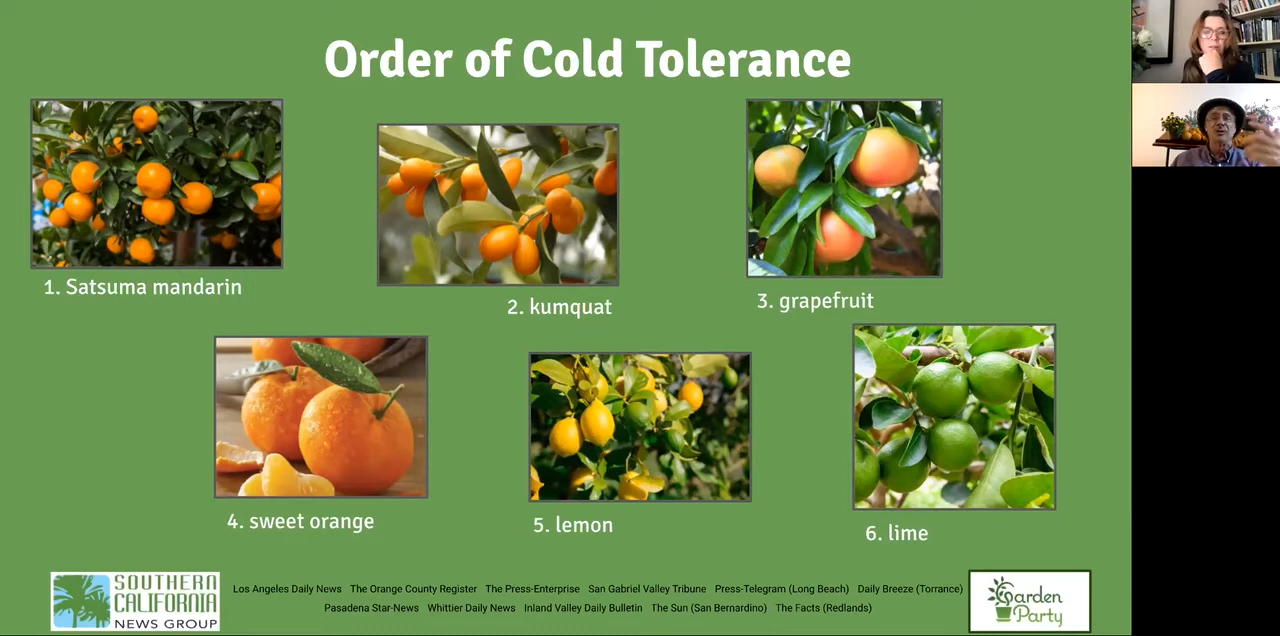 Order of Cold Tolerance
1. Satsuma mandarin
2. kumquat
3. grapefruit
4. sweet orange
5. lemon
6. lime
SOUTHERN
CALIFORNIA
NEWS GROUP
Los Angeles Daily News The Orange County Register The Press-Enterprise San Gabriel Valley Tribune Press-Telegram (Long Beach) Daily Breeze (Torrance)
Pasadena Star-News Whittier Daily News Inland Valley Daily Bulletin The Sun (San Bernardino) The Facts (Redlands)
Garden
Party